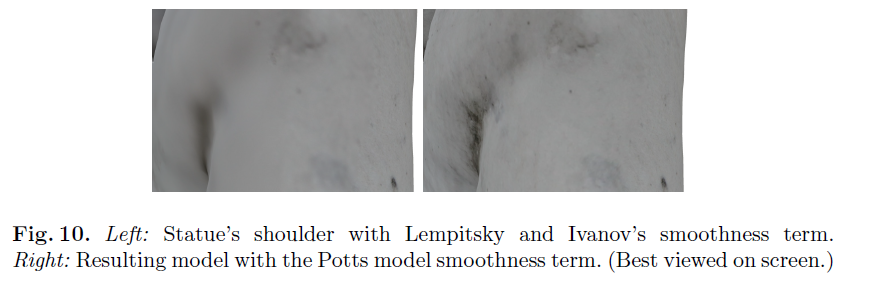 Fig. 10. Left: Statue's shoulder with Lempitsky and Ivanov's smoothness term.
Right: Resulting model with the Potts model smoothness term. (Best viewed on screen.)